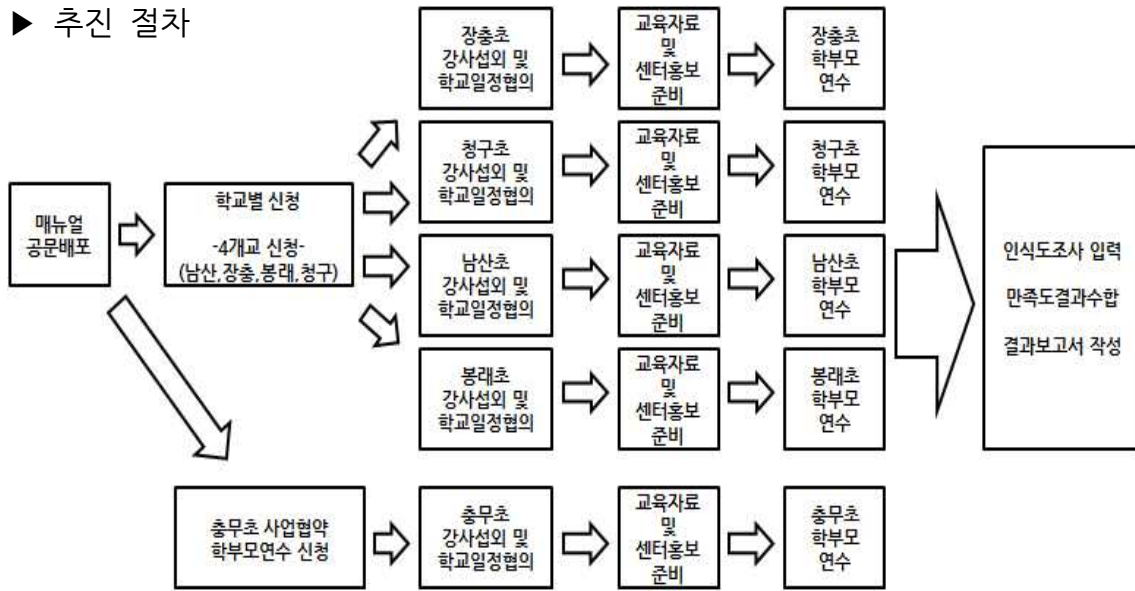 ▶ 추진 절차
매뉴얼
공문배포
학교별 신청
-4개교 신청-
(남산,장충,봉래,청구)
장충초
강사섭외 및
학교일정협의
교육자료
및
센터홍보
준비
장충초
학부모
연수
청구초
강사섭외 및
학교일정협의
교육자료
및
센터홍보
준비
청구초
학부모
연수
남산초
강사섭외 및
학교일정협의
교육자료
및
센터홍보
준비
남산초
학부모
연수
봉래초
강사섭외 및
학교일정협의
교육자료
및
센터홍보
준비
봉래초
학부모
연수
인식도조사 입력
만족도결과수합
결과보고서 작성
충무초 사업협약
학부모연수 신청
충무초
강사섭외 및
학교일정협의
교육자료
및
센터홍보
준비
충무초
학부모
연수